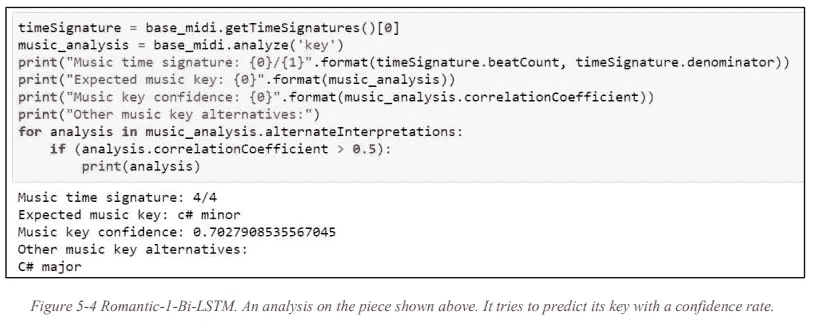 timeSignature = base_midi.getTimeSignatures()[0]
music_analysis = base_midi.analyze('key')
print("Music time signature: {0}/{1}".format(timeSignature.beatCount, timeSignature.denominator))
print("Expected music key: {0}".format(music_analysis))
print("Music key confidence: {0}".format(music_analysis.correlationCoefficient))
print("Other music key alternatives:")
for analysis in music_analysis.alternateInterpretations:
    if (analysis.correlationCoefficient > 0.5):
        print(analysis)
Music time signature: 4/4
Expected music key: c# minor
Music key confidence: 0.7027908535567045
Other music key alternatives:
C# major
Figure 5-4 Romantic-1-Bi-LSTM. An analysis on the piece shown above. It tries to predict its key with a confidence rate.